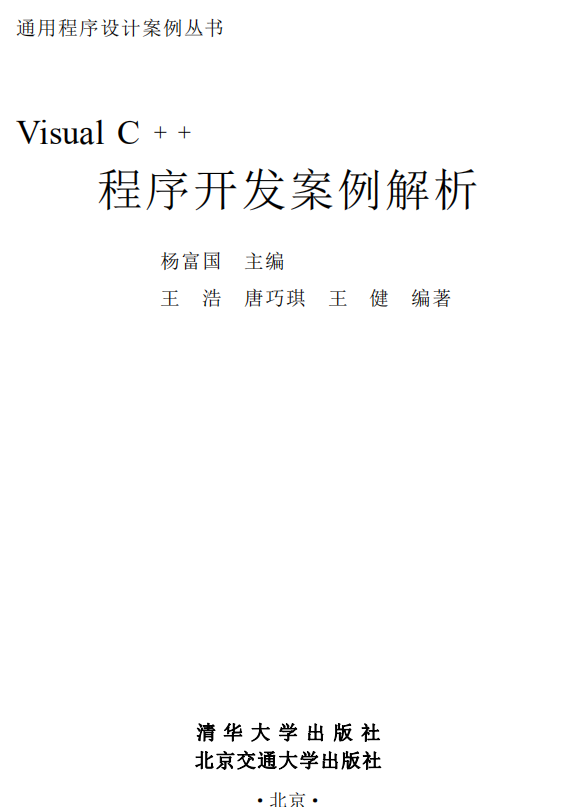 通用程序设计案例丛书
Visual C ++
程序开发案例解析
杨富国　主编
王　浩　唐巧琪　王　健　编著
清华大学出版社
北京交通大学出版社
·北京·